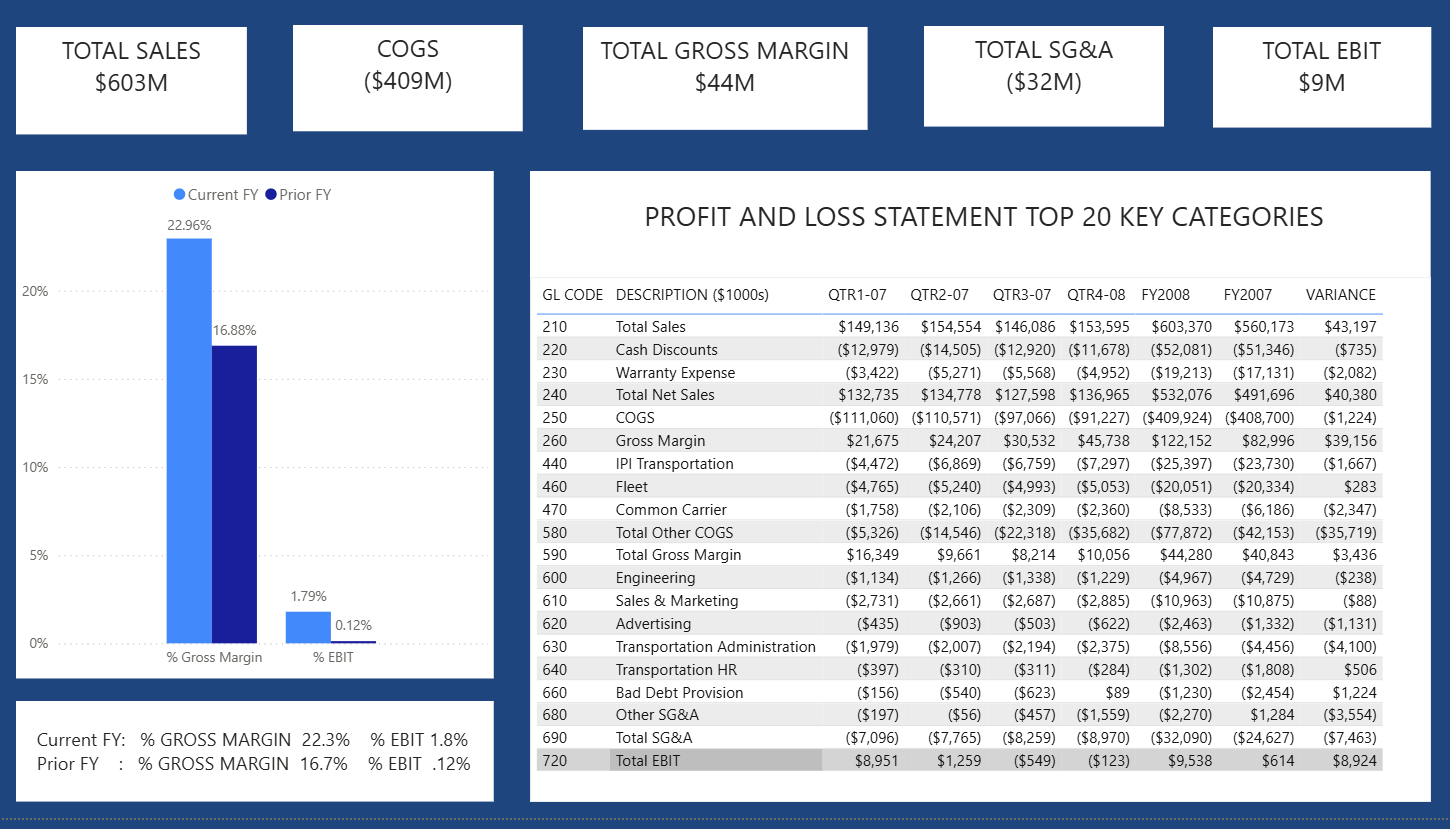 TOTAL SALES
$603M
COGS
($409M)
TOTAL GROSS MARGIN
$44M
TOTAL SG&A
($32M)
TOTAL EBIT
$9M
Current FY Prior FY
22.96%
16.88%
1.79%
0.12%
20%
15%
10%
5%
0%
% Gross Margin % EBIT
Current FY: % GROSS MARGIN 22.3% % EBIT 1.8%
Prior FY : % GROSS MARGIN 16.7% % EBIT .12%
PROFIT AND LOSS STATEMENT TOP 20 KEY CATEGORIES
GL CODE DESCRIPTION ($1000s) QTR1-07 QTR2-07 QTR3-07 QTR4-08 FY2008 FY2007 VARIANCE
210 Total Sales $149,136 $154,554 $146,086 $153,595 $603,370 $560,173 $43,197
220 Cash Discounts ($12,979) ($14,505) ($12,920) ($11,678) ($52,081) ($51,346) ($735)
230 Warranty Expense ($3,422) ($5,271) ($5,568) ($4,952) ($19,213) ($17,131) ($2,082)
240 Total Net Sales $132,735 $134,778 $127,598 $136,965 $532,076 $491,696 $40,380
250 COGS ($111,060) ($110,571) ($97,066) ($91,227) ($409,924) ($408,700) ($1,224)
260 Gross Margin $21,675 $24,207 $30,532 $45,738 $122,152 $82,996 $39,156
440 IPI Transportation ($4,472) ($6,869) ($6,759) ($7,297) ($25,397) ($23,730) ($1,667)
460 Fleet ($4,765) ($5,240) ($4,993) ($5,053) ($20,051) ($20,334) $283
470 Common Carrier ($1,758) ($2,106) ($2,309) ($2,360) ($8,533) ($6,186) ($2,347)
580 Total Other COGS ($5,326) ($14,546) ($22,318) ($35,682) ($77,872) ($42,153) ($35,719)
590 Total Gross Margin $16,349 $9,661 $8,214 $10,056 $44,280 $40,843 $3,436
600 Engineering ($1,134) ($1,266) ($1,338) ($1,229) ($4,967) ($4,729) ($238)
610 Sales & Marketing ($2,731) ($2,661) ($2,687) ($2,885) ($10,963) ($10,875) ($88)
620 Advertising ($435) ($903) ($503) ($622) ($2,463) ($1,332) ($1,131)
630 Transportation Administration ($1,979) ($2,007) ($2,194) ($2,375) ($8,556) ($4,456) ($4,100)
640 Transportation HR ($397) ($310) ($311) ($284) ($1,302) ($1,808) $506
660 Bad Debt Provision ($156) ($540) ($623) $89 ($1,230) ($2,454) $1,224
680 Other SG&A ($197) ($56) ($457) ($1,559) ($2,270) $1,284 ($3,554)
690 Total SG&A ($7,096) ($7,765) ($8,259) ($8,970) ($32,090) ($24,627) ($7,463)
720 Total EBIT $8,951 $1,259 ($549) ($123) $9,538 $614 $8,924